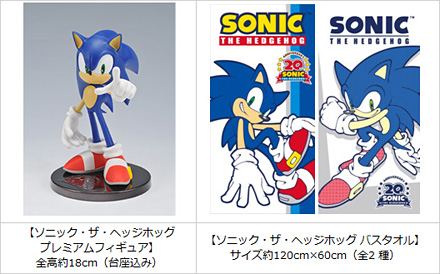 SONIC
THE HEDGEHOG
20th
SONIC
SONIC
THE HEDGEHOG
20th
SONIC
【ソニック・ザ・ヘッジホッグ
プレミアムフィギュア】
全高約18cm（台座込み）
【ソニック・ザ・ヘッジホッグ バスタオル】
サイズ約120cm×60cm（全2 種）